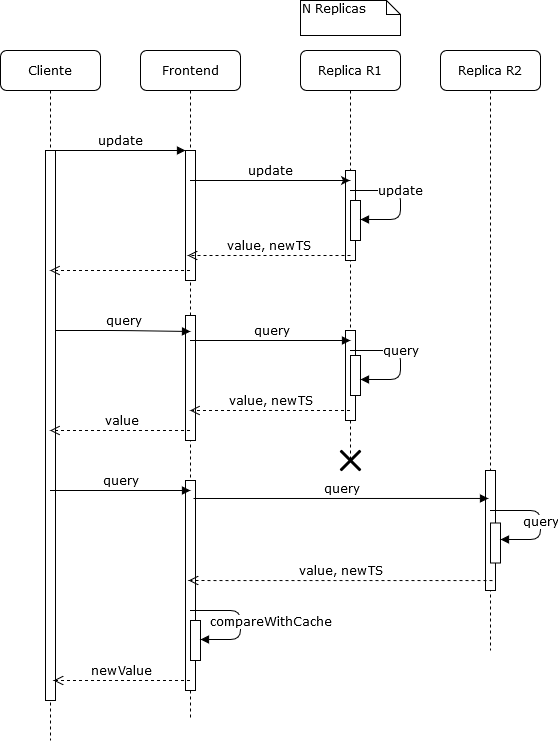 N Replicas
Cliente
Frontend
Replica R1
Replica R2
update
update
update
value, newTS
query
query
query
value, newTS
value
query
query
query
value, newTS
compareWithCache
newValue